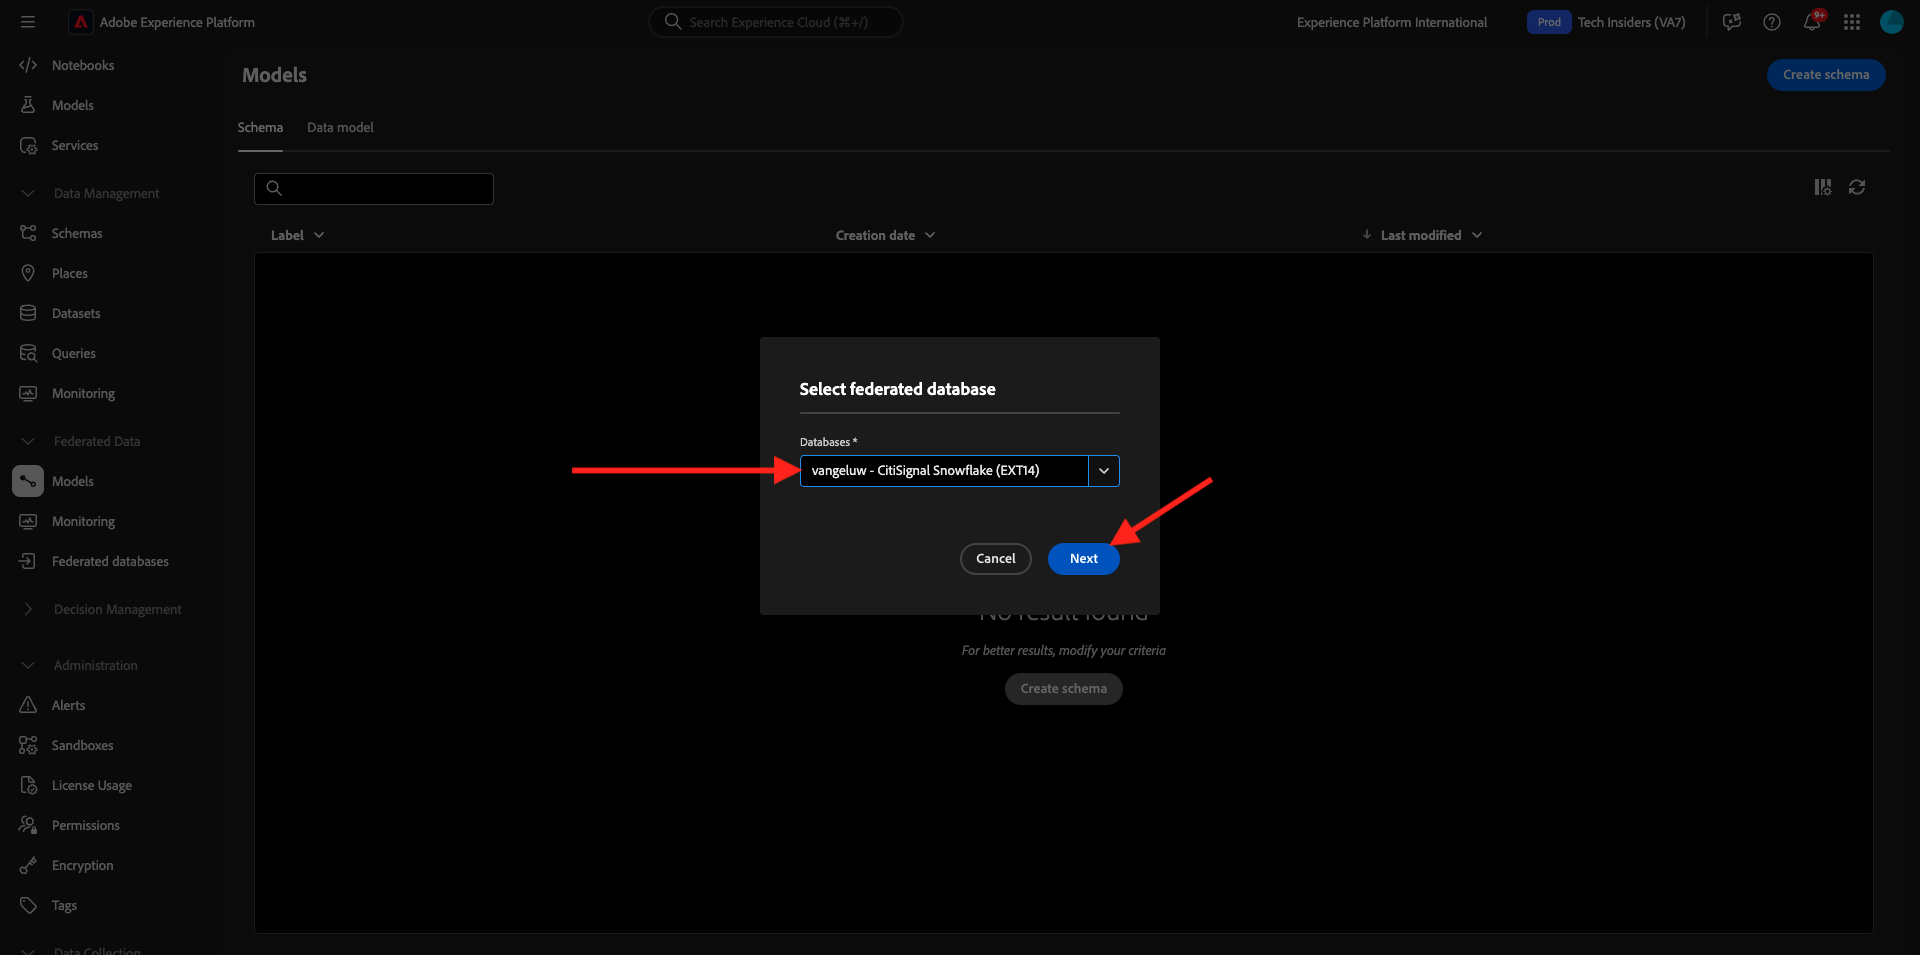 Adobe Experience Platform
Search Experience Cloud (⌘+/)
Experience Platform International
Prod
Tech Insiders (VA7)
9+
Notebooks
Models
Services
Data Management
Schemas
Places
Datasets
Queries
Monitoring
Federated Data
Models
Monitoring
Federated databases
Decision Management
Administration
Alerts
Sandboxes
License Usage
Permissions
Encryption
Tags
Data Collection
Models
Create schema
Schema
Data model
Label
Creation date
Last modified
Select federated database
Databases *
vangeluw - CitiSignal Snowflake (EXT14)
Cancel
Next
No result found
For better results, modify your criteria
Create schema